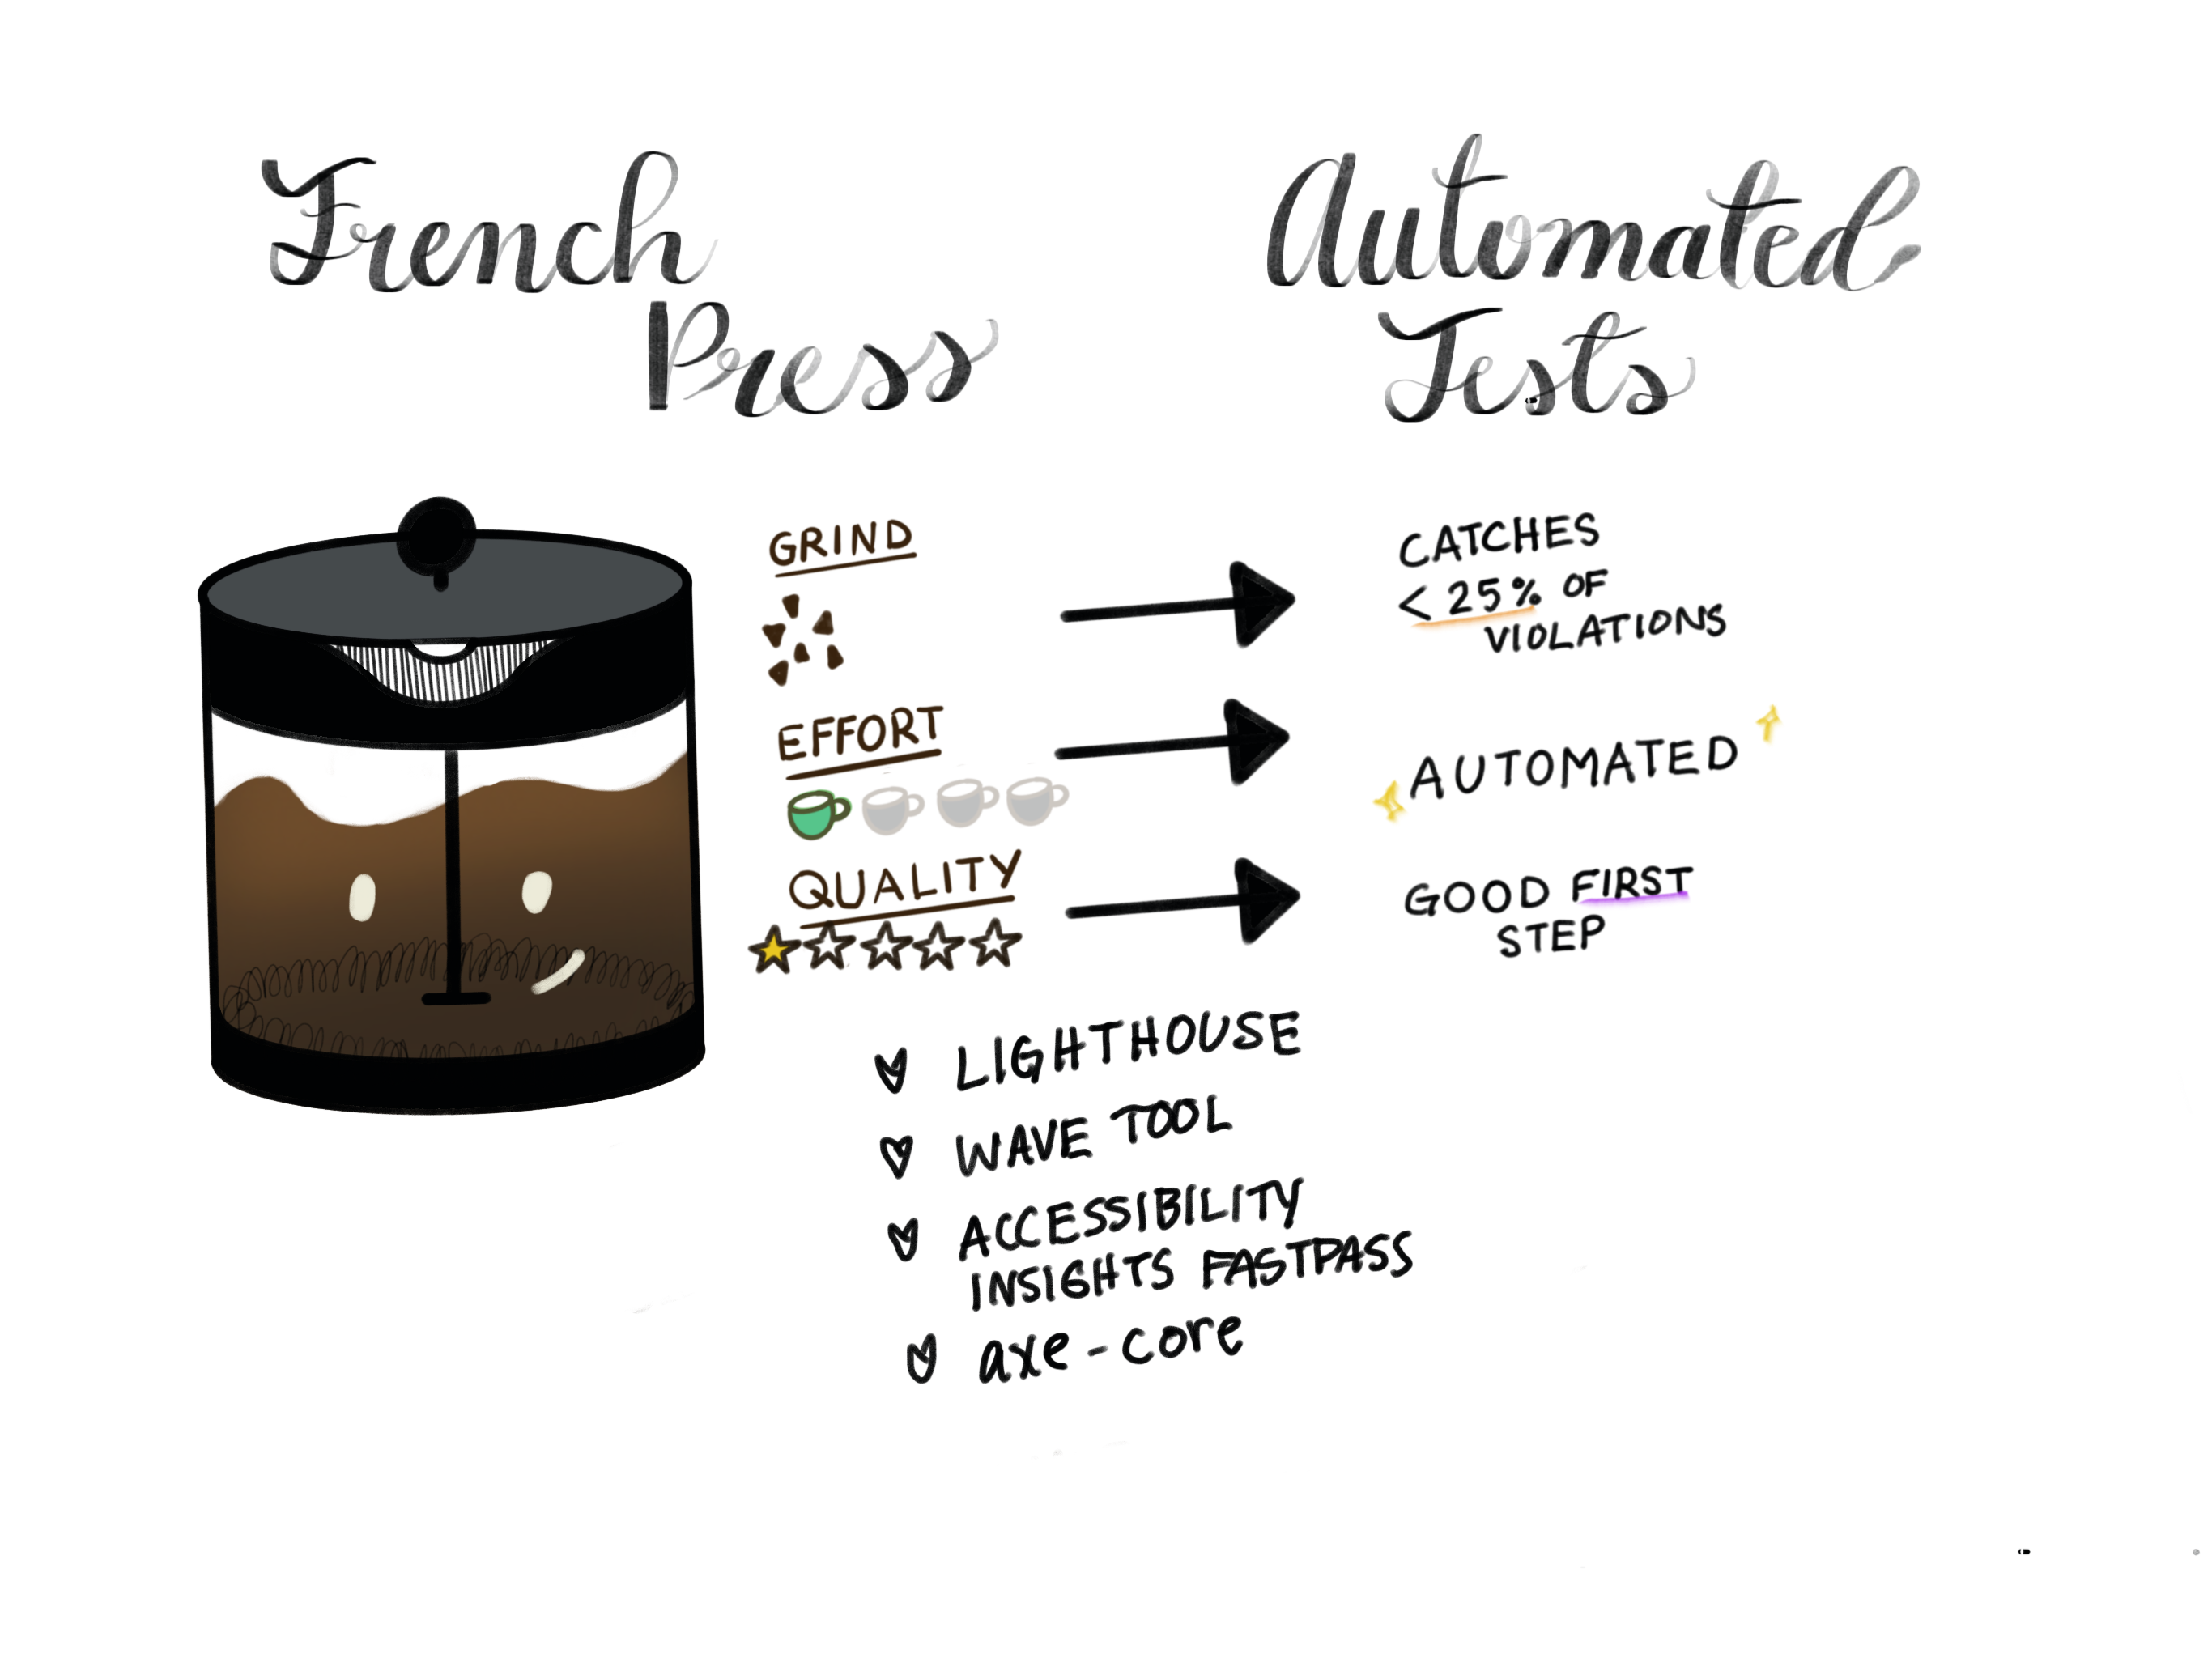 French
Press
Automated
Tests
GRIND
EFFORT
QUALITY
CATCHES
< 25% OF
VIOLATIONS
AUTOMATED
GOOD FIRST
STEP
LIGHTHOUSE
WAVE TOOL
ACCESSIBILITY
INSIGHTS FASTPASS
axe-core